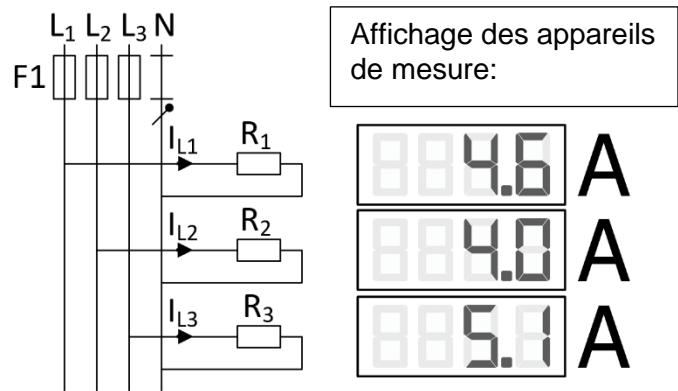 L1 L2 L3 N
F1
IL1 R1
IL2 R2
IL3 R3
Affichage des appareils
de mesure:
4.6 A
4.0 A
5.1 A